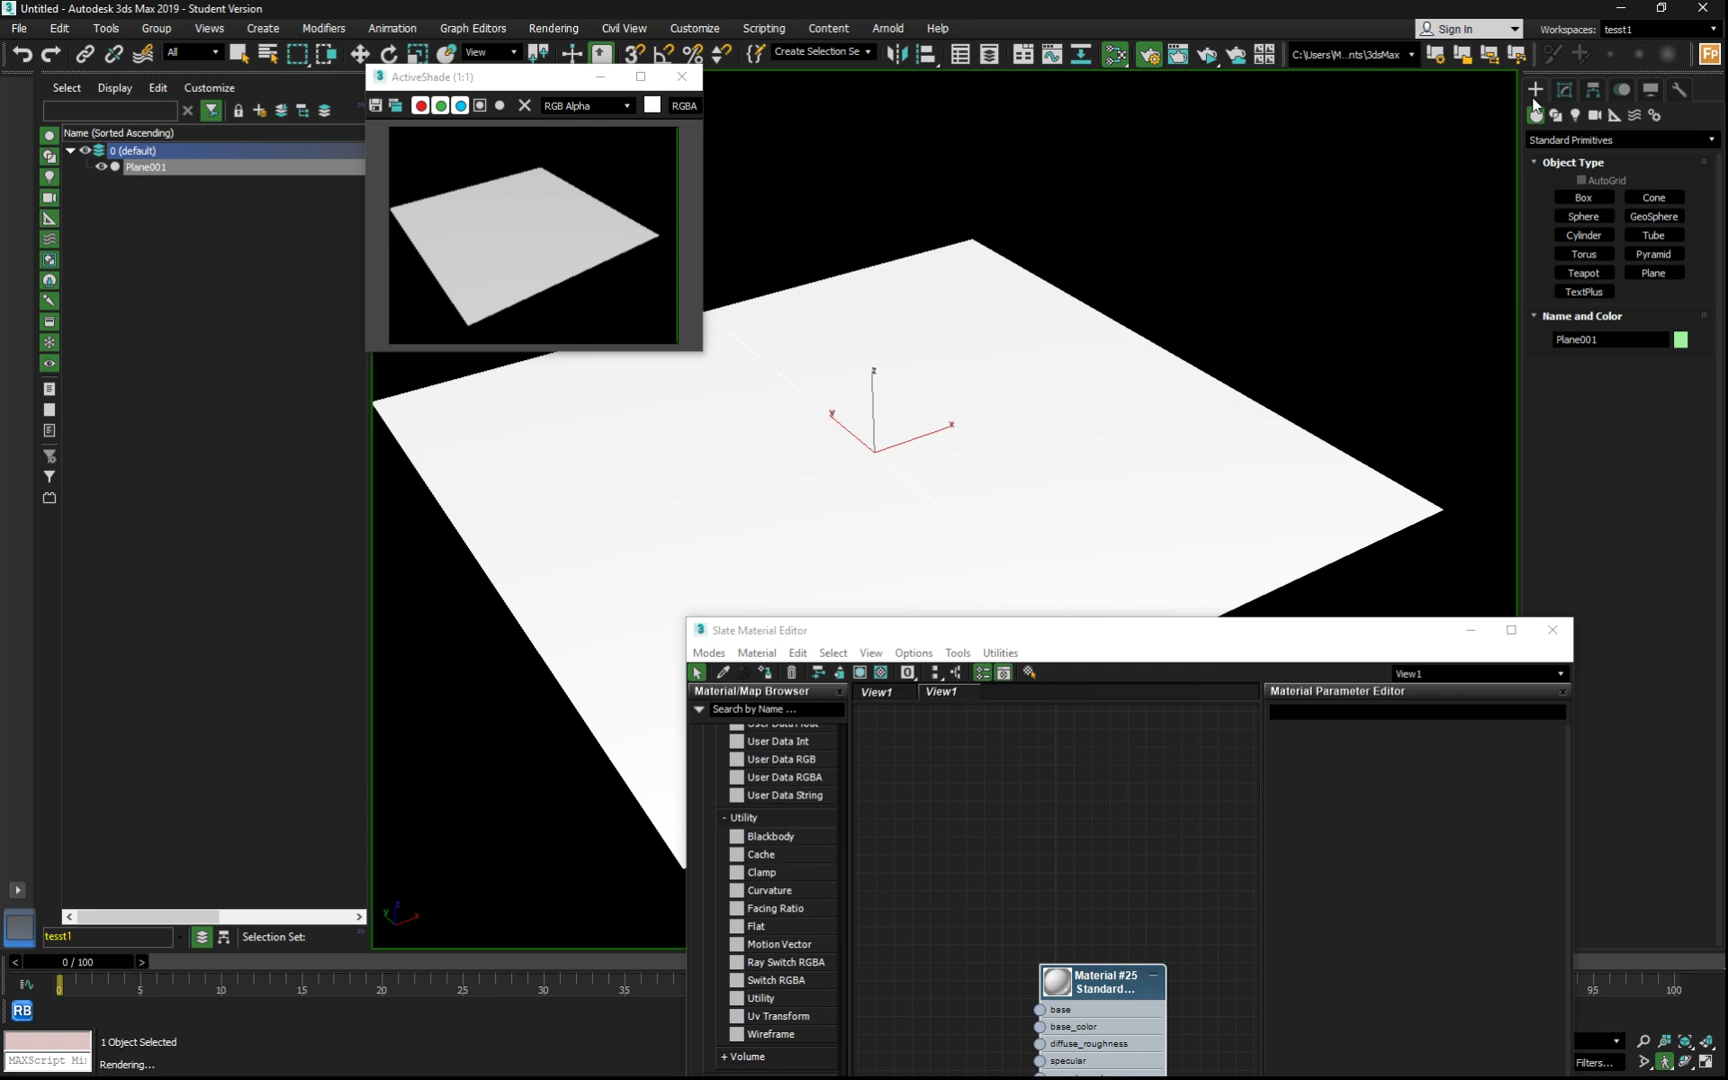 Untitled - Autodesk 3ds Max 2019 - Student Version
File Edit Tools Group Views Create Modifiers Animation Graph Editors Rendering Civil View Customize Scripting Content Arnold Help
Sign In Workspaces: tesst1
All View Create Selection Se C:\Users\M...nts\3dsMax
Select Display Edit Customize
Name (Sorted Ascending)
0 (default)
Plane001
ActiveShade (1:1)
RGB Alpha RGBA
z
y
x
Standard Primitives
Object Type
AutoGrid
Box Cone
Sphere GeoSphere
Cylinder Tube
Torus Pyramid
Teapot Plane
TextPlus
Name and Color
Plane001
Slate Material Editor
Modes Material Edit Select View Options Tools Utilities
View1
Material/Map Browser
View1 View1
Material Parameter Editor
Search by Name ...
User Data Int
User Data RGB
User Data RGBA
User Data String
- Utility
Blackbody
Cache
Clamp
Curvature
Facing Ratio
Flat
Motion Vector
Ray Switch RGBA
Switch RGBA
Utility
Uv Transform
Wireframe
+ Volume
Material #25
Standard...
base
base_color
diffuse_roughness
specular
z
y
x
tesst1 Selection Set:
0 / 100
0 5 10 15 20 25 30 35 95 100
RB
1 Object Selected
MAXScript Mi
Rendering...
Filters...